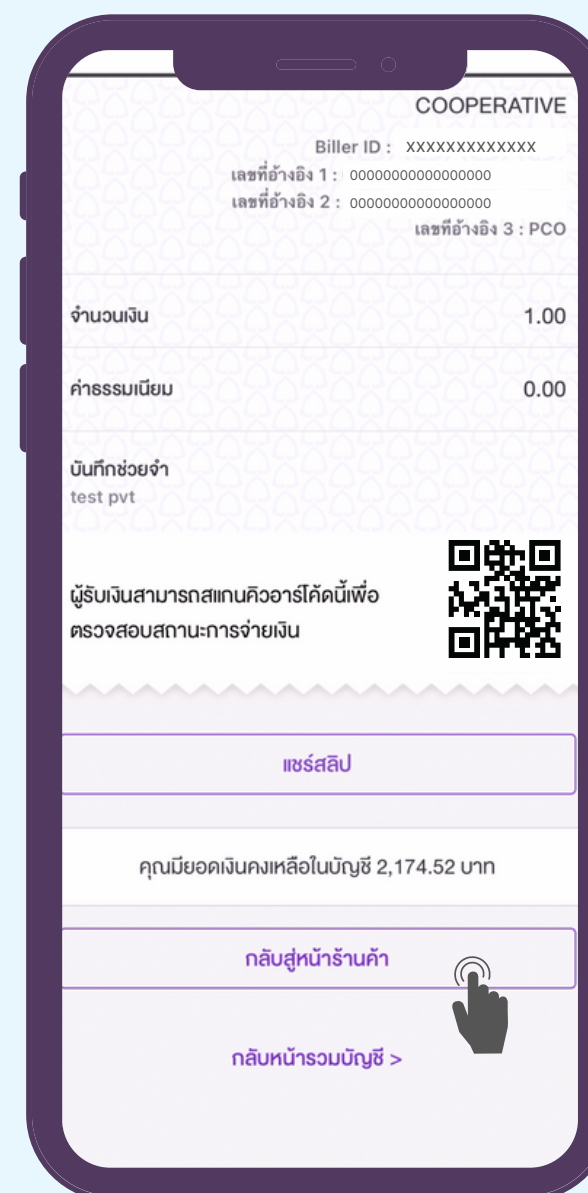 COOPERATIVE
Biller ID : XXXXXXXXXXXXX
เลขที่อ้างอิง 1 : 00000000000000000
เลขที่อ้างอิง 2 : 00000000000000000
เลขที่อ้างอิง 3 : PCO
จำนวนเงิน 1.00
ค่าธรรมเนียม 0.00
บันทึกช่วยจำ
test pvt
ผู้รับเงินสามารถสแกนคิวอาร์โค้ดนี้เพื่อ
ตรวจสอบสถานะการจ่ายเงิน
แชร์สลิป
คุณมียอดเงินคงเหลือในบัญชี 2,174.52 บาท
กลับสู่หน้าร้านค้า
กลับหน้ารวมบัญชี >